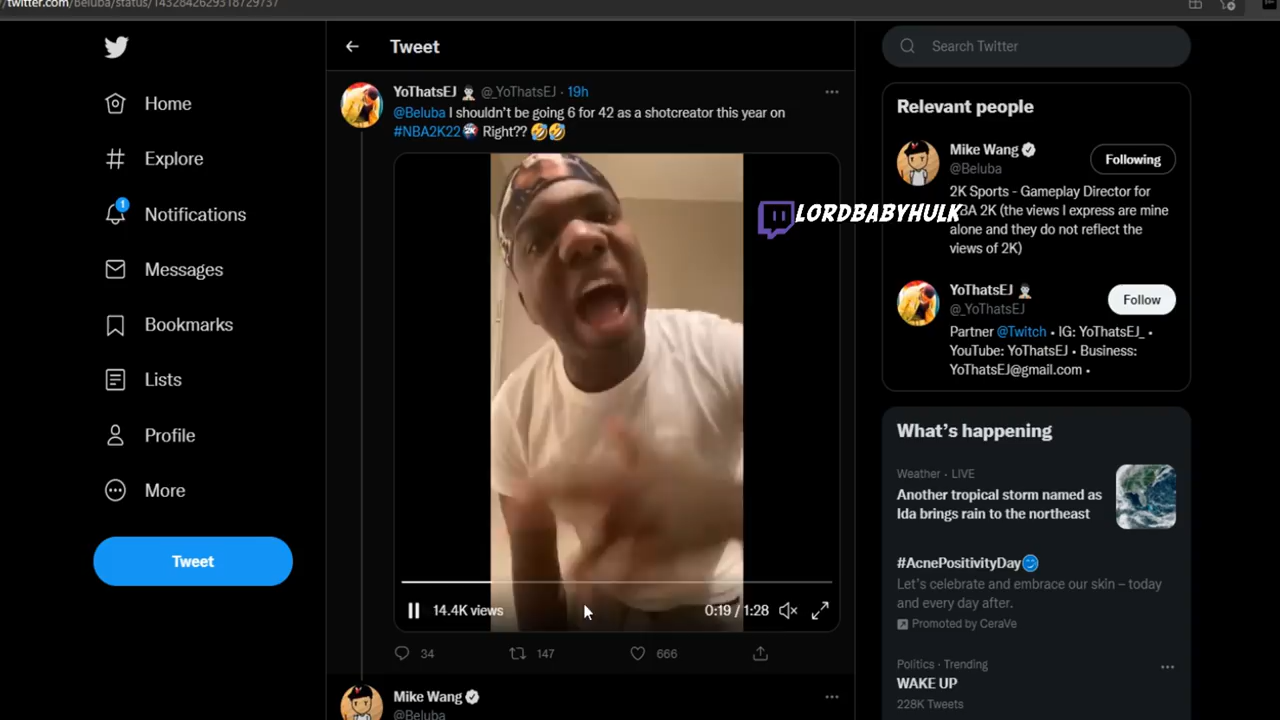 twitter.com/beluba/status/1432842629318729737
Home
Explore
1
Notifications
Messages
Bookmarks
Lists
Profile
More
Tweet
Tweet
YoThatsEJ @_YoThatsEJ · 19h
@Beluba I shouldn't be going 6 for 42 as a shotcreator this year on
#NBA2K22 Right??
14.4K views
0:19 / 1:28
34
147
666
Mike Wang
@Beluba
LORDBABYHULK
Search Twitter
Relevant people
Mike Wang
@Beluba
Following
2K Sports - Gameplay Director for
NBA 2K (the views I express are mine
alone and they do not reflect the
views of 2K)
YoThatsEJ
@_YoThatsEJ
Follow
Partner @Twitch • IG: YoThatsEJ_ •
YouTube: YoThatsEJ • Business:
YoThatsEJ@gmail.com •
What's happening
Weather · LIVE
Another tropical storm named as
Ida brings rain to the northeast
#AcnePositivityDay
Let's celebrate and embrace our skin – today
and every day after.
Promoted by CeraVe
Politics · Trending
WAKE UP
228K Tweets